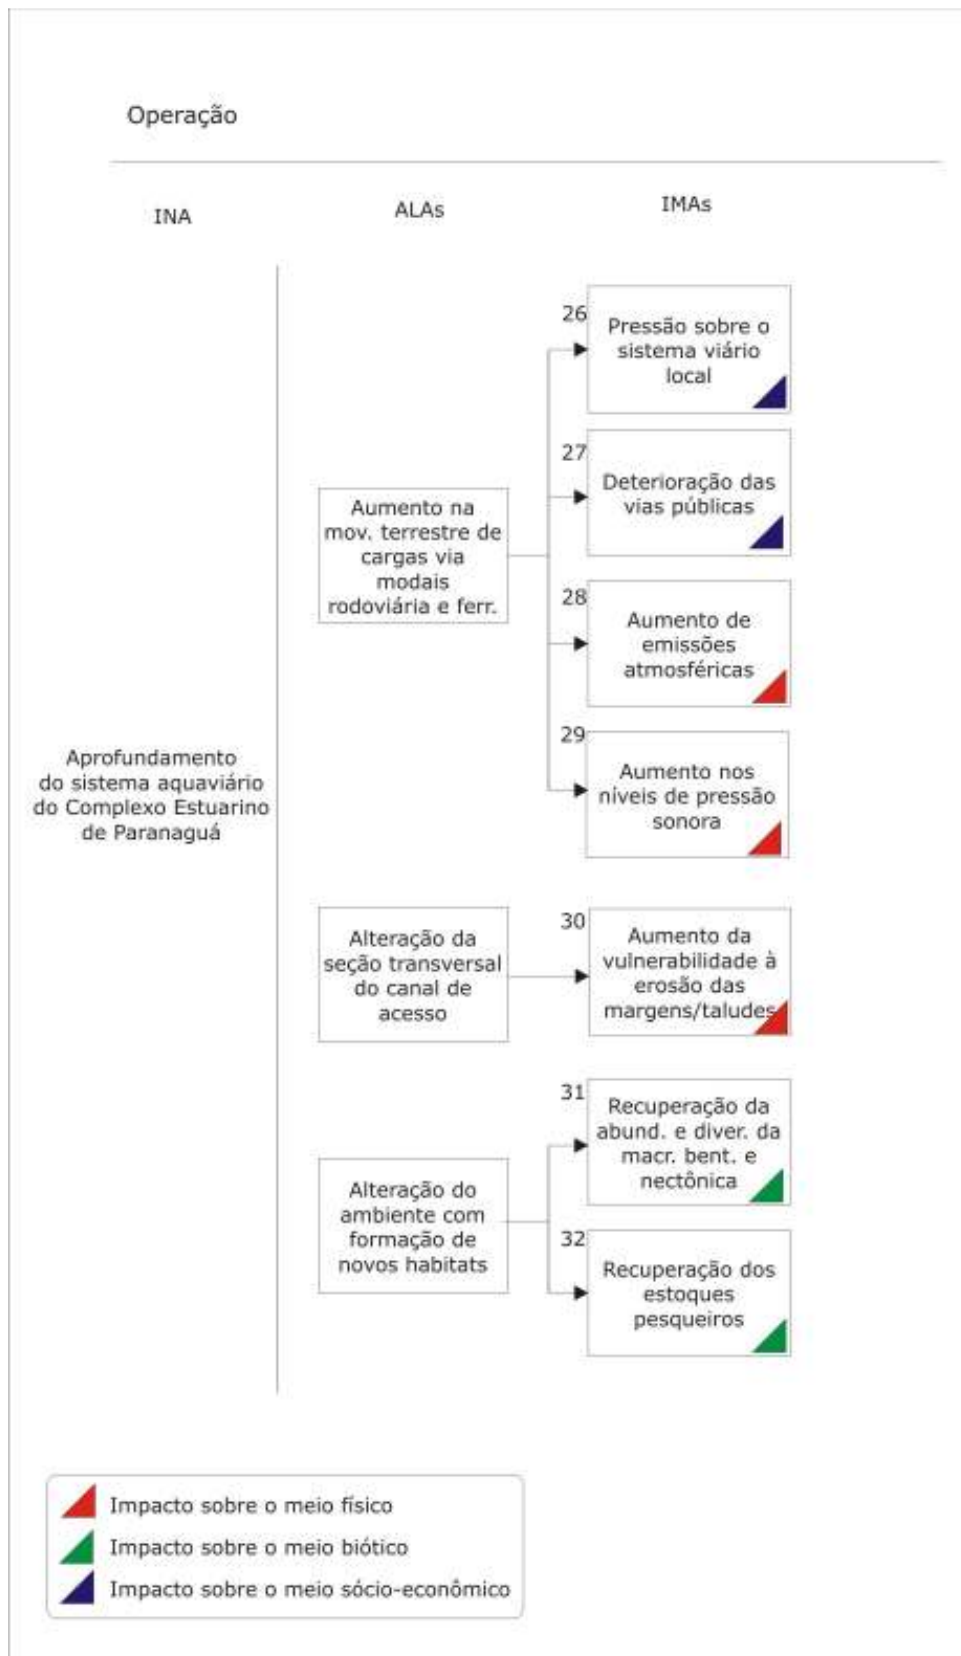 Operação
INA
ALAs
IMAs
Aprofundamento
do sistema aquaviário
do Complexo Estuarino
de Paranaguá
Aumento na
mov. terrestre de
cargas via
modais
rodoviária e ferr.
26
Pressão sobre o
sistema viário
local
27
Deterioração das
vias públicas
28
Aumento de
emissões
atmosféricas
29
Aumento nos
níveis de pressão
sonora
Alteração da
seção transversal
do canal de
acesso
30
Aumento da
vulnerabilidade à
erosão das
margens/taludes
Alteração do
ambiente com
formação de
novos habitats
31
Recuperação da
abund. e diver. da
macr. bent. e
nectônica
32
Recuperação dos
estoques
pesqueiros
Impacto sobre o meio físico
Impacto sobre o meio biótico
Impacto sobre o meio sócio-econômico